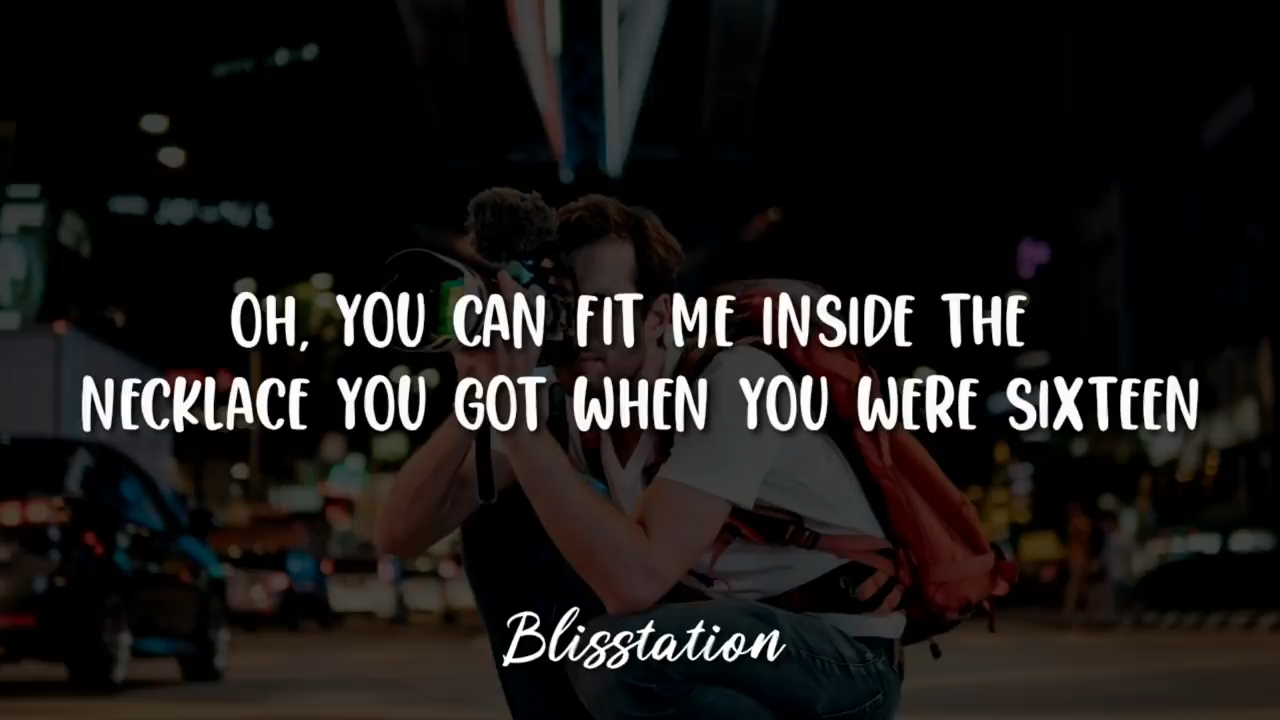 OH, YOU CAN FIT ME INSIDE THE
NECKLACE YOU GOT WHEN YOU WERE SIXTEEN
Blisstation